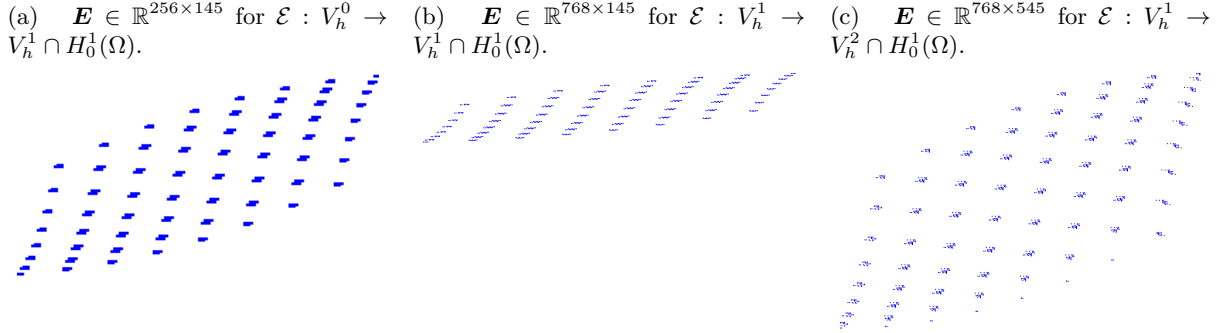 (a) E ∈ ℝ^{256×145} for ℰ : V_h^0 →
V_h^1 ∩ H_0^1(Ω).
(b) E ∈ ℝ^{768×145} for ℰ : V_h^1 →
V_h^1 ∩ H_0^1(Ω).
(c) E ∈ ℝ^{768×545} for ℰ : V_h^1 →
V_h^2 ∩ H_0^1(Ω).